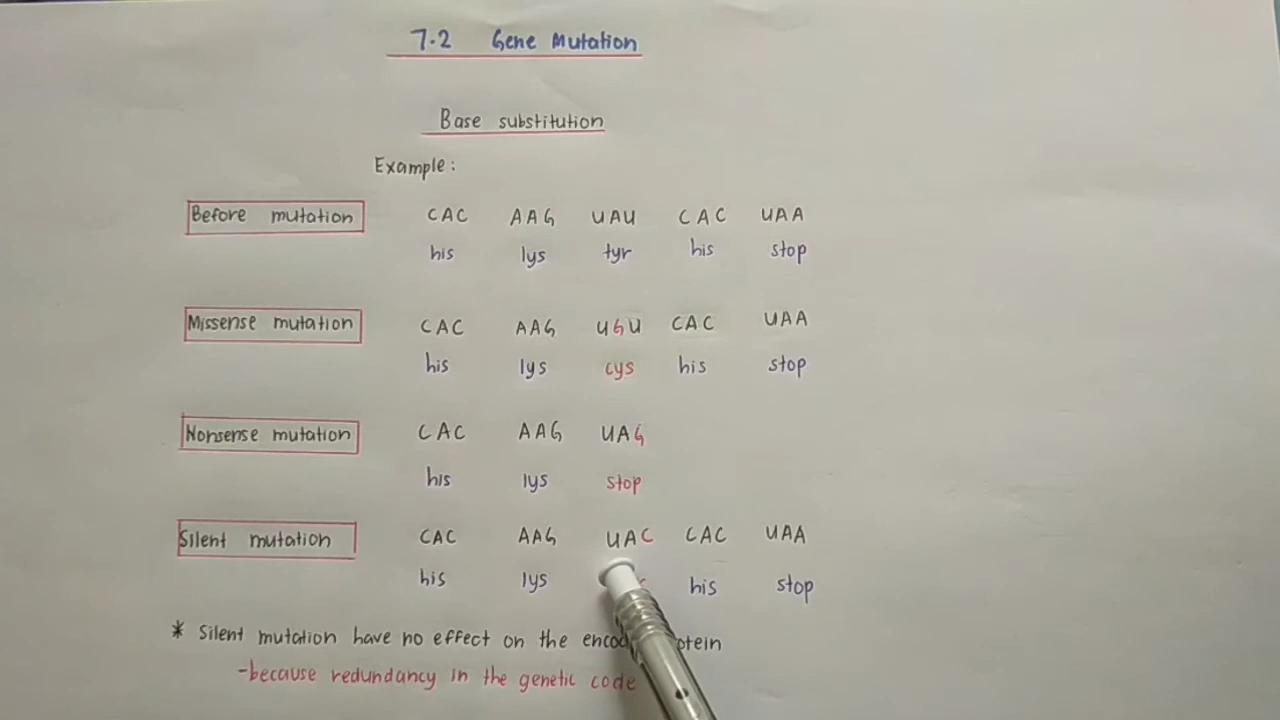 7.2 Gene Mutation
Base substitution
Example:
Before mutation CAC AAG UAU CAC UAA
his lys tyr his stop
Missense mutation CAC AAG UGU CAC UAA
his lys cys his stop
Nonsense mutation CAC AAG UAG
his lys stop
Silent mutation CAC AAG UAC CAC UAA
his lys his stop
* Silent mutation have no effect on the
-because redundancy in the genetic code